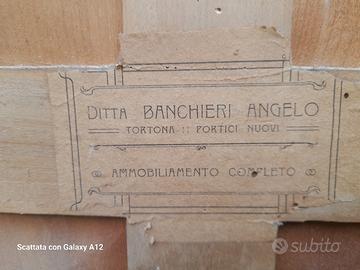 DITTA BANCHIERI ANGELO
TORTONA :: PORTICI NUOVI
AMMOBILIAMENTO COMPLETO
Scattata con Galaxy A12
subito